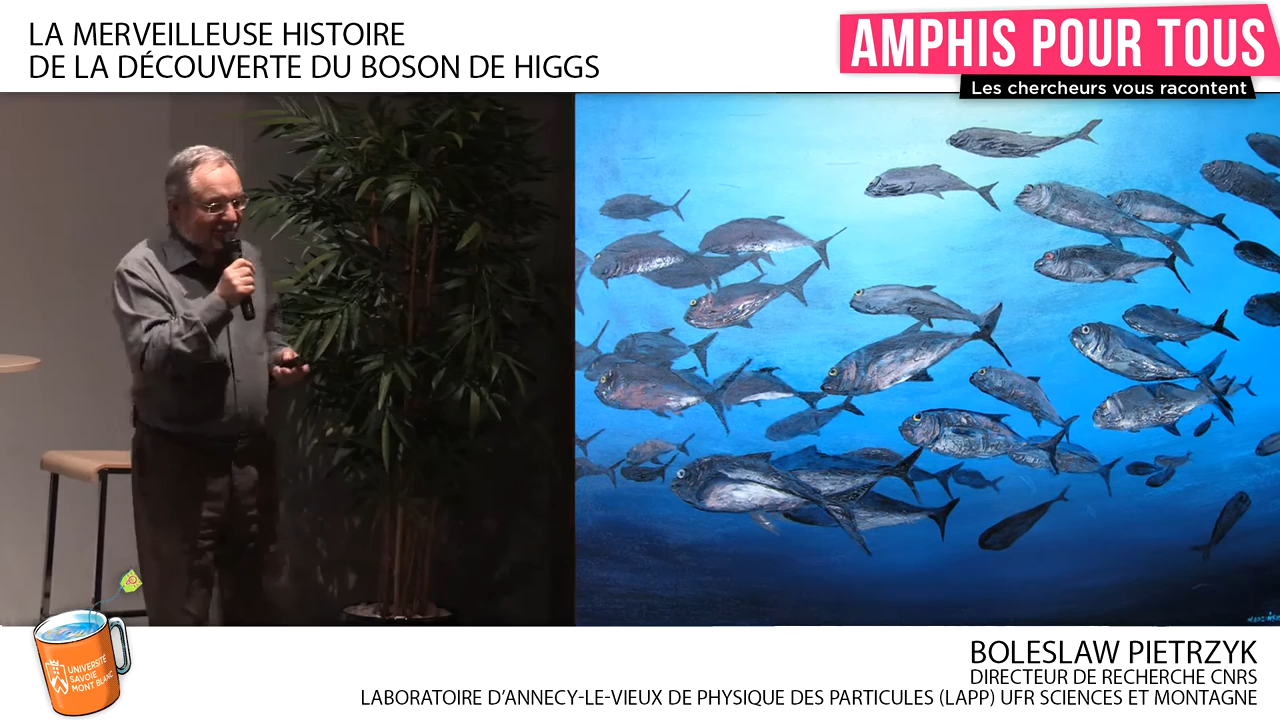 LA MERVEILLEUSE HISTOIRE
DE LA DÉCOUVERTE DU BOSON DE HIGGS
AMPHIS POUR TOUS
Les chercheurs vous racontent
UNIVERSITÉ
SAVOIE
MONT BLANC
BOLESLAW PIETRZYK
DIRECTEUR DE RECHERCHE CNRS
LABORATOIRE D'ANNECY-LE-VIEUX DE PHYSIQUE DES PARTICULES (LAPP) UFR SCIENCES ET MONTAGNE